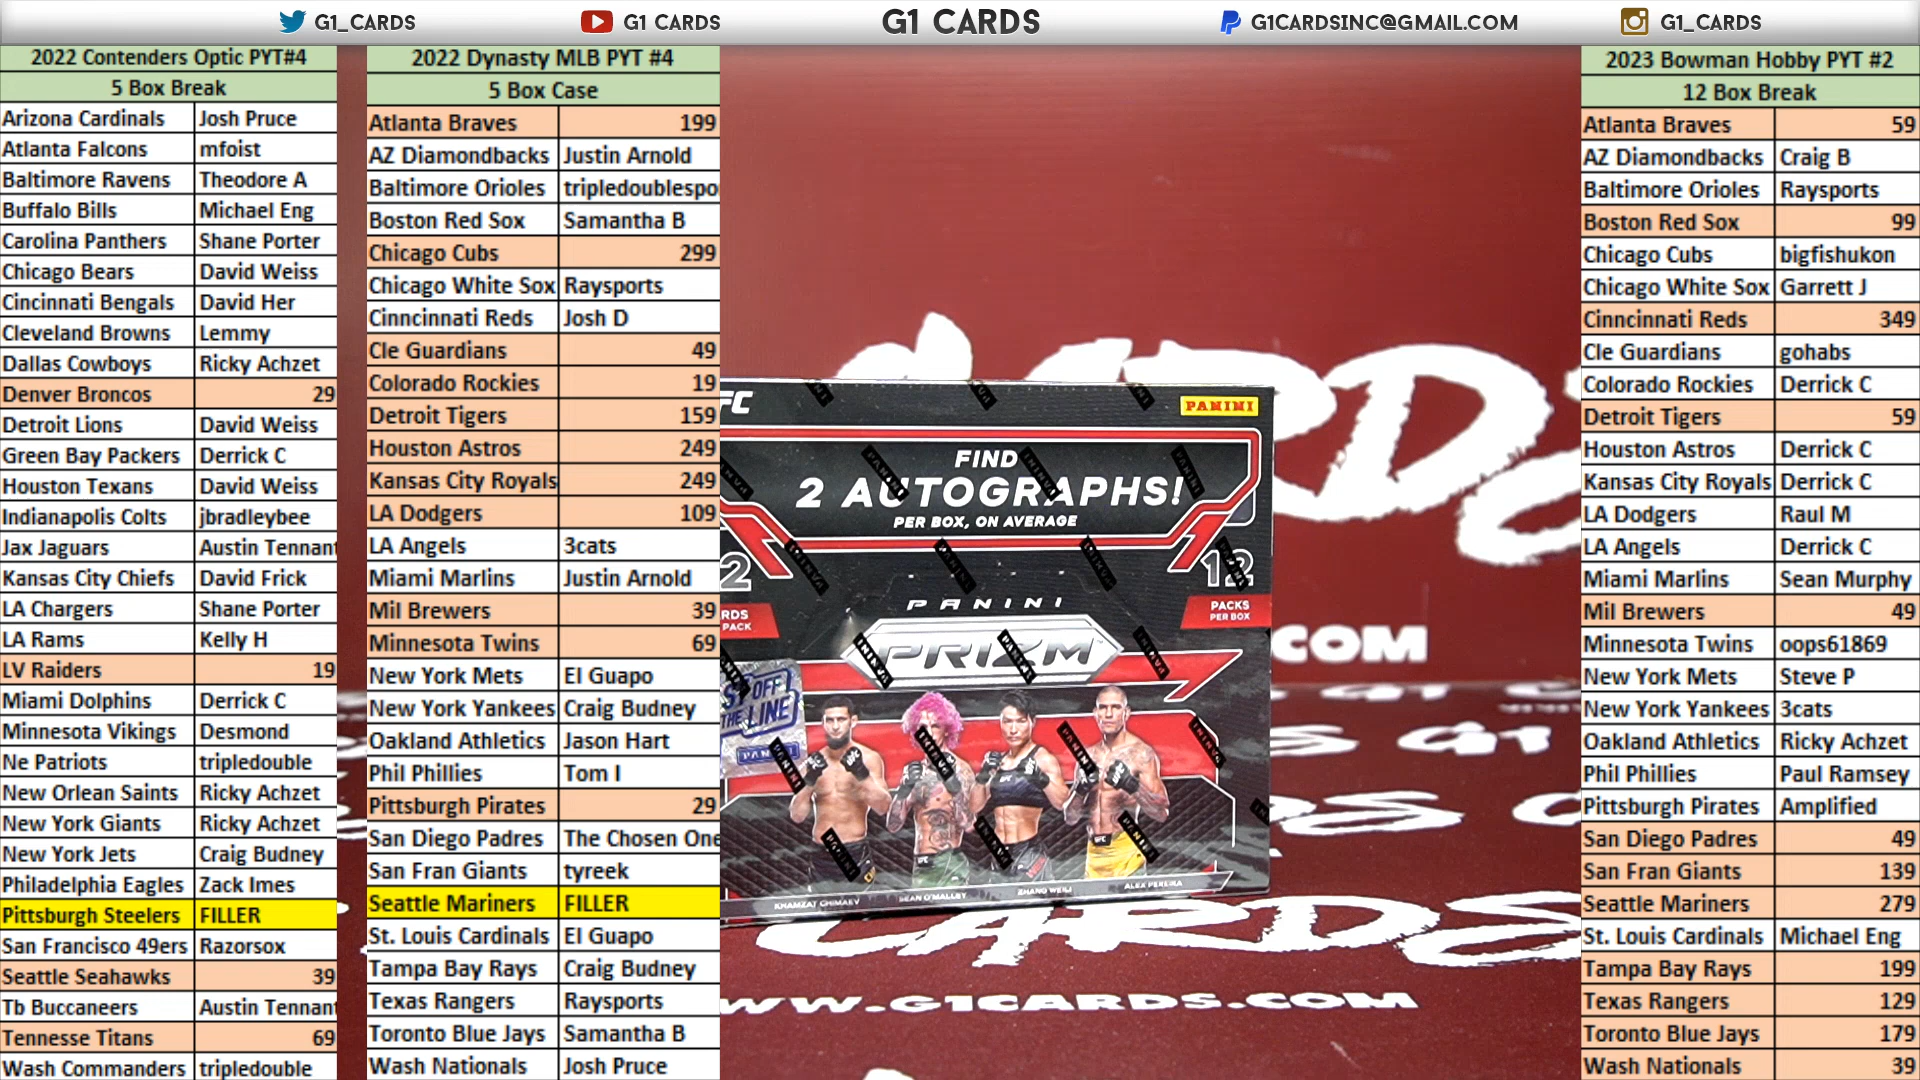 G1_CARDS G1 CARDS G1 CARDS G1CARDSINC@GMAIL.COM G1_CARDS
2022 Contenders Optic PYT#4
5 Box Break
Arizona Cardinals Josh Pruce
Atlanta Falcons mfoist
Baltimore Ravens Theodore A
Buffalo Bills Michael Eng
Carolina Panthers Shane Porter
Chicago Bears David Weiss
Cincinnati Bengals David Her
Cleveland Browns Lemmy
Dallas Cowboys Ricky Achzet
Denver Broncos 29
Detroit Lions David Weiss
Green Bay Packers Derrick C
Houston Texans David Weiss
Indianapolis Colts jbradleybee
Jax Jaguars Austin Tennant
Kansas City Chiefs David Frick
LA Chargers Shane Porter
LA Rams Kelly H
LV Raiders 19
Miami Dolphins Derrick C
Minnesota Vikings Desmond
Ne Patriots tripledouble
New Orlean Saints Ricky Achzet
New York Giants Ricky Achzet
New York Jets Craig Budney
Philadelphia Eagles Zack Imes
Pittsburgh Steelers FILLER
San Francisco 49ers Razorsox
Seattle Seahawks 39
Tb Buccaneers Austin Tennant
Tennesse Titans 69
Wash Commanders tripledouble
2022 Dynasty MLB PYT #4
5 Box Case
Atlanta Braves 199
AZ Diamondbacks Justin Arnold
Baltimore Orioles tripledoublespo
Boston Red Sox Samantha B
Chicago Cubs 299
Chicago White Sox Raysports
Cinncinnati Reds Josh D
Cle Guardians 49
Colorado Rockies 19
Detroit Tigers 159
Houston Astros 249
Kansas City Royals 249
LA Dodgers 109
LA Angels 3cats
Miami Marlins Justin Arnold
Mil Brewers 39
Minnesota Twins 69
New York Mets El Guapo
New York Yankees Craig Budney
Oakland Athletics Jason Hart
Phil Phillies Tom I
Pittsburgh Pirates 29
San Diego Padres The Chosen One
San Fran Giants tyreek
Seattle Mariners FILLER
St. Louis Cardinals El Guapo
Tampa Bay Rays Craig Budney
Texas Rangers Raysports
Toronto Blue Jays Samantha B
Wash Nationals Josh Pruce
FC
PANINI
FIND
2 AUTOGRAPHS!
PER BOX, ON AVERAGE
2
12
RDS
PACK
PACKS
PER BOX
PANINI
PRIZM
ST OFF
THE LINE
PANINI
KHAMZAT CHIMAEV SEAN O'MALLEY ZHANG WEILI ALEX PEREIRA
.COM
CARDS
WWW.G1CARDS.COM
2023 Bowman Hobby PYT #2
12 Box Break
Atlanta Braves 59
AZ Diamondbacks Craig B
Baltimore Orioles Raysports
Boston Red Sox 99
Chicago Cubs bigfishukon
Chicago White Sox Garrett J
Cinncinnati Reds 349
Cle Guardians gohabs
Colorado Rockies Derrick C
Detroit Tigers 59
Houston Astros Derrick C
Kansas City Royals Derrick C
LA Dodgers Raul M
LA Angels Derrick C
Miami Marlins Sean Murphy
Mil Brewers 49
Minnesota Twins oops61869
New York Mets Steve P
New York Yankees 3cats
Oakland Athletics Ricky Achzet
Phil Phillies Paul Ramsey
Pittsburgh Pirates Amplified
San Diego Padres 49
San Fran Giants 139
Seattle Mariners 279
St. Louis Cardinals Michael Eng
Tampa Bay Rays 199
Texas Rangers 129
Toronto Blue Jays 179
Wash Nationals 39